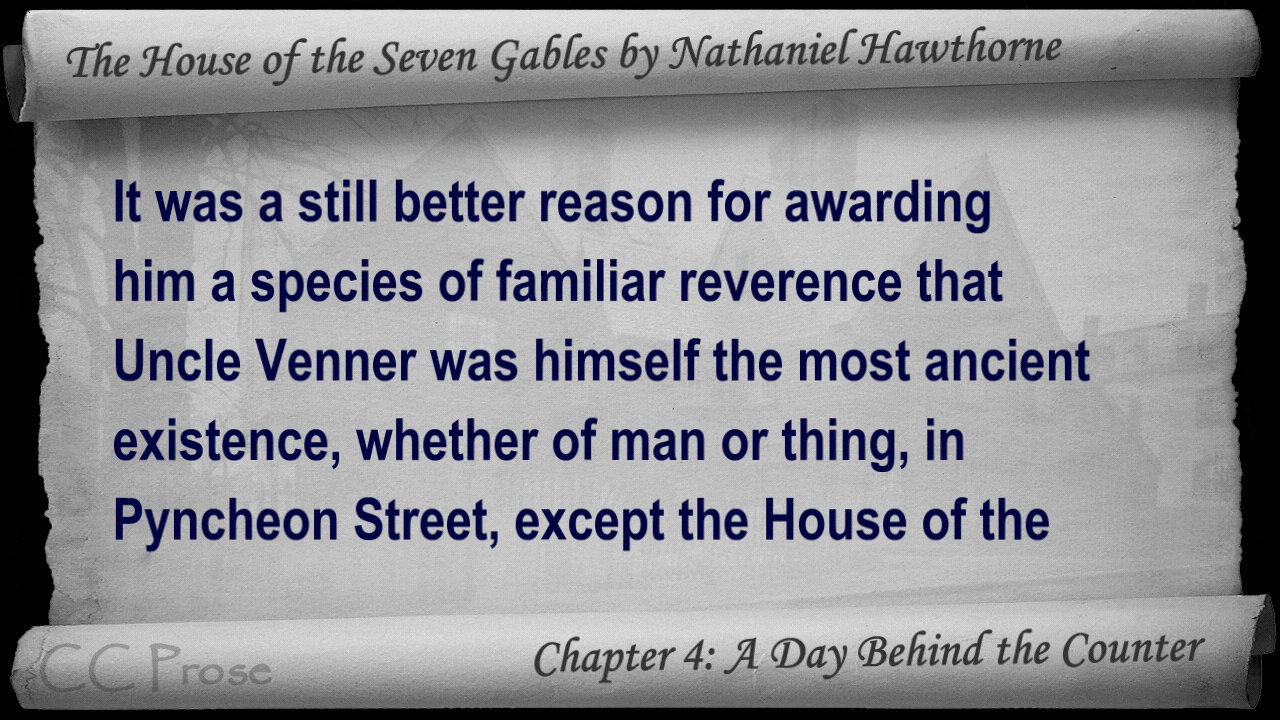 The House of the Seven Gables by Nathaniel Hawthorne
It was a still better reason for awarding
him a species of familiar reverence that
Uncle Venner was himself the most ancient
existence, whether of man or thing, in
Pyncheon Street, except the House of the
CC Prose
Chapter 4: A Day Behind the Counter